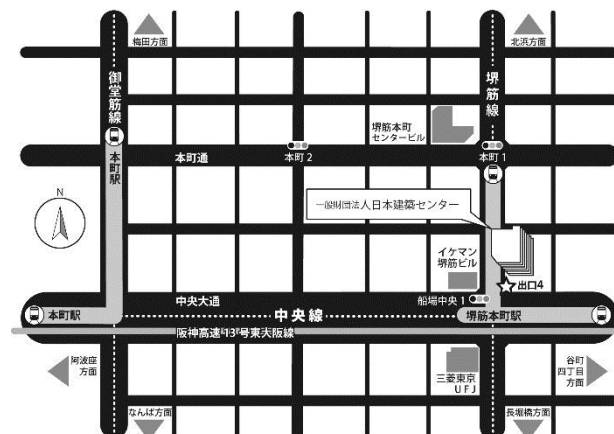 梅田方面
北浜方面
御堂筋線
堺筋線
堺筋本町
センタービル
本町駅
本町通
本町 2
本町 1
N
一般財団法人日本建築センター
イケマン
堺筋ビル
出口4
中央大通
船場中央 1
本町駅
中央線
堺筋本町駅
阪神高速 13 号東大阪線
阿波座
方面
三菱東京
UFJ
谷町
四丁目
方面
なんば方面
長堀橋方面